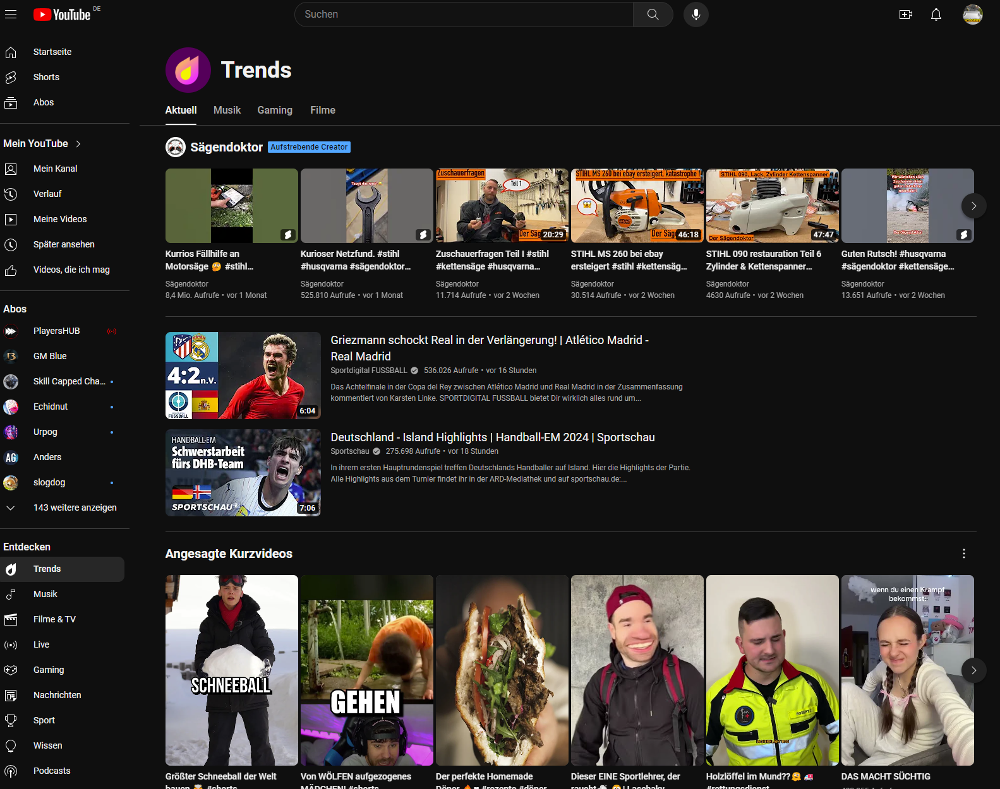 YouTube DE
Suchen
Startseite
Shorts
Abos
Mein YouTube
Mein Kanal
Verlauf
Meine Videos
Später ansehen
Videos, die ich mag
Abos
PlayersHUB
GM Blue
Skill Capped Cha...
Echidnut
Urpog
Anders
slogdog
143 weitere anzeigen
Entdecken
Trends
Musik
Filme & TV
Live
Gaming
Nachrichten
Sport
Wissen
Podcasts
Trends
Aktuell Musik Gaming Filme
Sägendoktor Aufstrebende Creator
Taugt das was!?
Zuschauerfragen
Teil 1
Der Säg
20:29
STIHL MS 260 bei ebay ersteigert, katastrophe !
Der Säg
46:18
STIHL 090, Lack, Zylinder Kettenspanner
Der Sägendoktor
47:47
Wir wünschen allen
Zuschauern einen
guten Rutsch ins
neue Jahr !
Der Sägendoktor
Kurrios Fällhilfe an
Motorsäge 🤔 #stihl...
Sägendoktor
8,4 Mio. Aufrufe • vor 1 Monat
Kurioser Netzfund. #stihl
#husqvarna #sägendoktor...
525.810 Aufrufe • vor 1 Monat
Zuschauerfragen Teil I #stihl
#kettensäge #husqvarna...
Sägendoktor
11.714 Aufrufe • vor 2 Wochen
STIHL MS 260 bei ebay
ersteigert #stihl #kettensäg...
Sägendoktor
30.514 Aufrufe • vor 2 Wochen
STIHL 090 restauration Teil 6
Zylinder & Kettenspanner...
Sägendoktor
4630 Aufrufe • vor 2 Wochen
Guten Rutsch! #husqvarna
#sägendoktor #kettensäge...
Sägendoktor
13.651 Aufrufe • vor 2 Wochen
4:2 n.V.
FUSSBALL
6:04
Griezmann schockt Real in der Verlängerung! | Atlético Madrid -
Real Madrid
Sportdigital FUSSBALL 536.026 Aufrufe • vor 16 Stunden
Das Achtelfinale in der Copa del Rey zwischen Atlético Madrid und Real Madrid in der Zusammenfassung
kommentiert von Karsten Linke. SPORTDIGITAL FUSSBALL bietet Dir wirklich alles rund um...
HANDBALL-EM
Schwerstarbeit
fürs DHB-Team
SPORTSCHAU
7:06
Deutschland - Island Highlights | Handball-EM 2024 | Sportschau
Sportschau 275.698 Aufrufe • vor 18 Stunden
In ihrem ersten Hauptrundenspiel treffen Deutschlands Handballer auf Island. Hier die Highlights der Partie.
Alle Highlights aus dem Turnier findet ihr in der ARD-Mediathek und auf sportschau.de:...
Angesagte Kurzvideos
SCHNEEBALL
GEHEN
ROBERT
wenn du einen Krampf
bekommst:
Größter Schneeball der Welt
bauen #shorts
Von WÖLFEN aufgezogenes
MÄDCHEN! #shorts
Der perfekte Homemade
Döner #rezepte #döner
Dieser EINE Sportlehrer, der
raucht
Holzlöffel im Mund??
#rettungsdienst
DAS MACHT SÜCHTIG